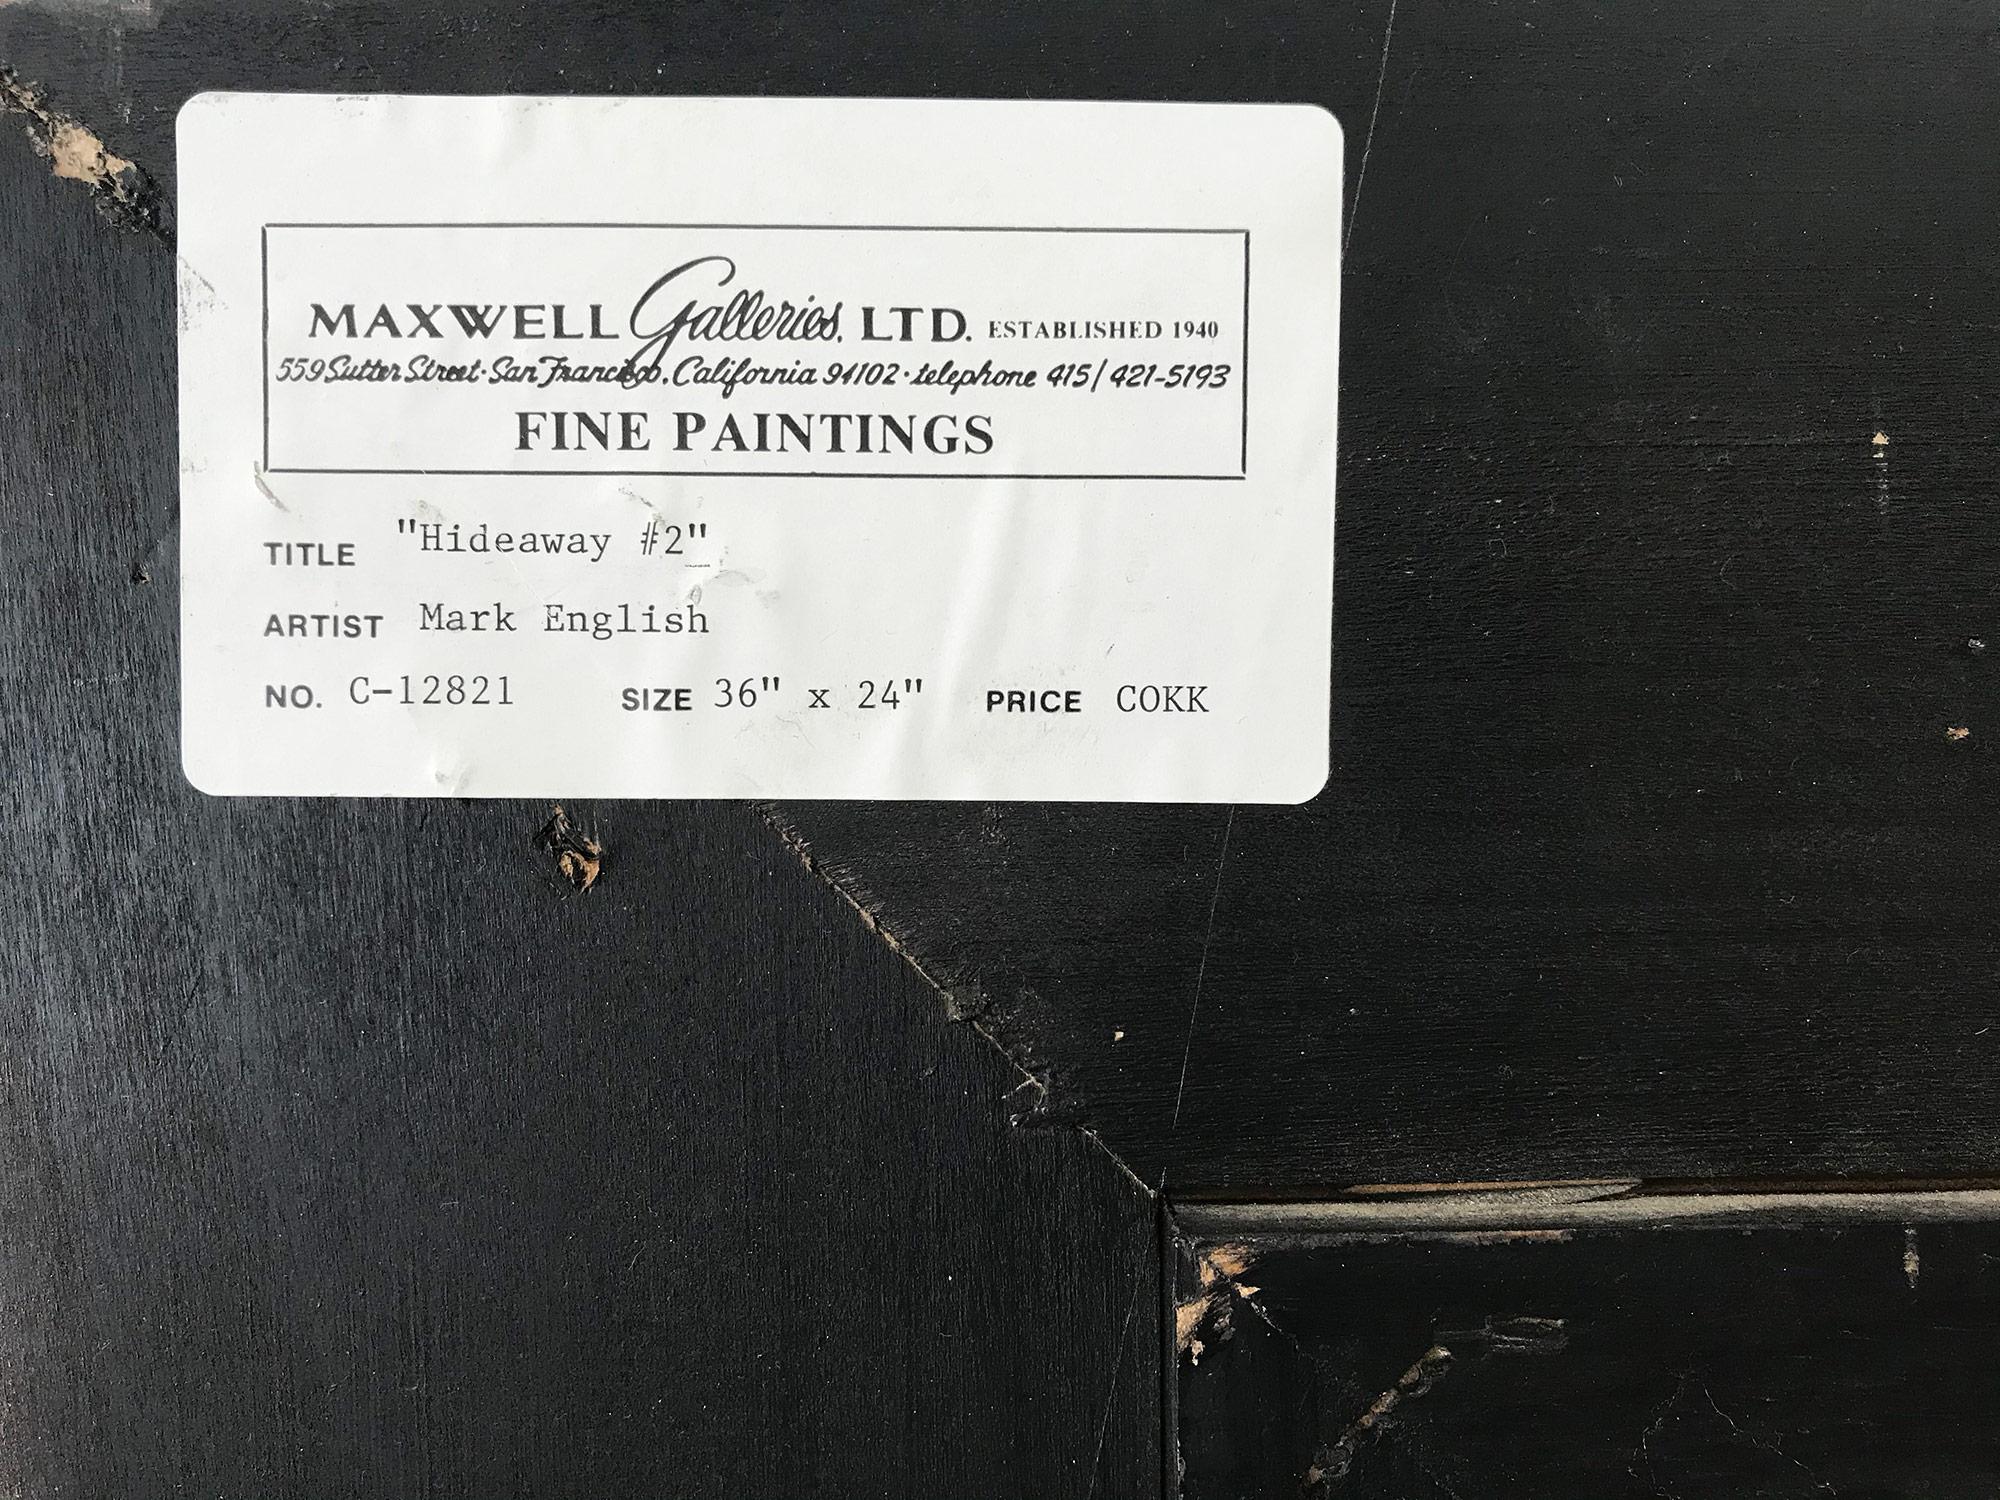 MAXWELL Galleries, LTD. ESTABLISHED 1940
559 Sutter Street · San Francisco, California 94102 · telephone 415/421-5193
FINE PAINTINGS
TITLE "Hideaway #2"
ARTIST Mark English
NO. C-12821 SIZE 36" x 24" PRICE COKK